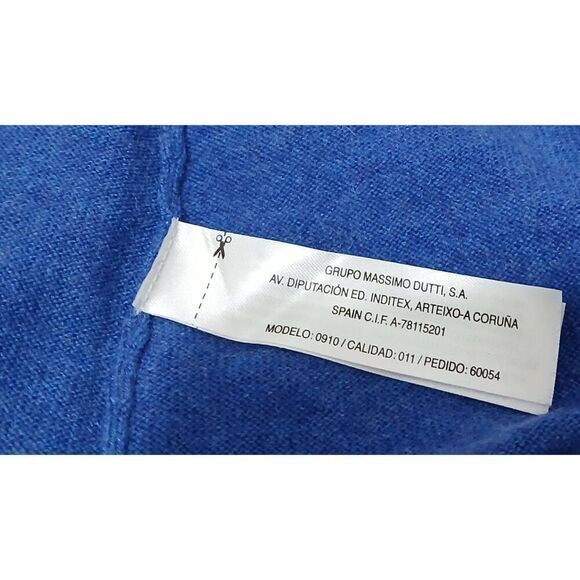 GRUPO MASSIMO DUTTI, S.A.
AV. DIPUTACIÓN ED. INDITEX, ARTEIXO-A CORUÑA
SPAIN C.I.F. A-78115201
MODELO: 0910 / CALIDAD: 011 / PEDIDO: 60054